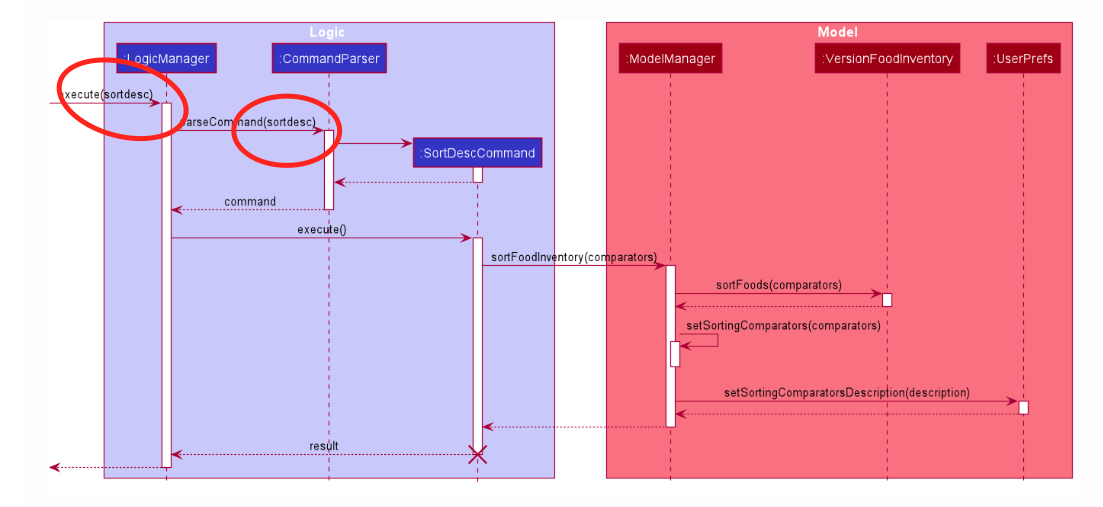 Logic
Model
:LogicManager
:CommandParser
:ModelManager
:VersionFoodInventory
:UserPrefs
xecute(sortdesc)
parseCommand(sortdesc)
:SortDescCommand
command
execute()
sortFoodInventory(comparators)
sortFoods(comparators)
setSortingComparators(comparators)
setSortingComparatorsDescription(description)
result